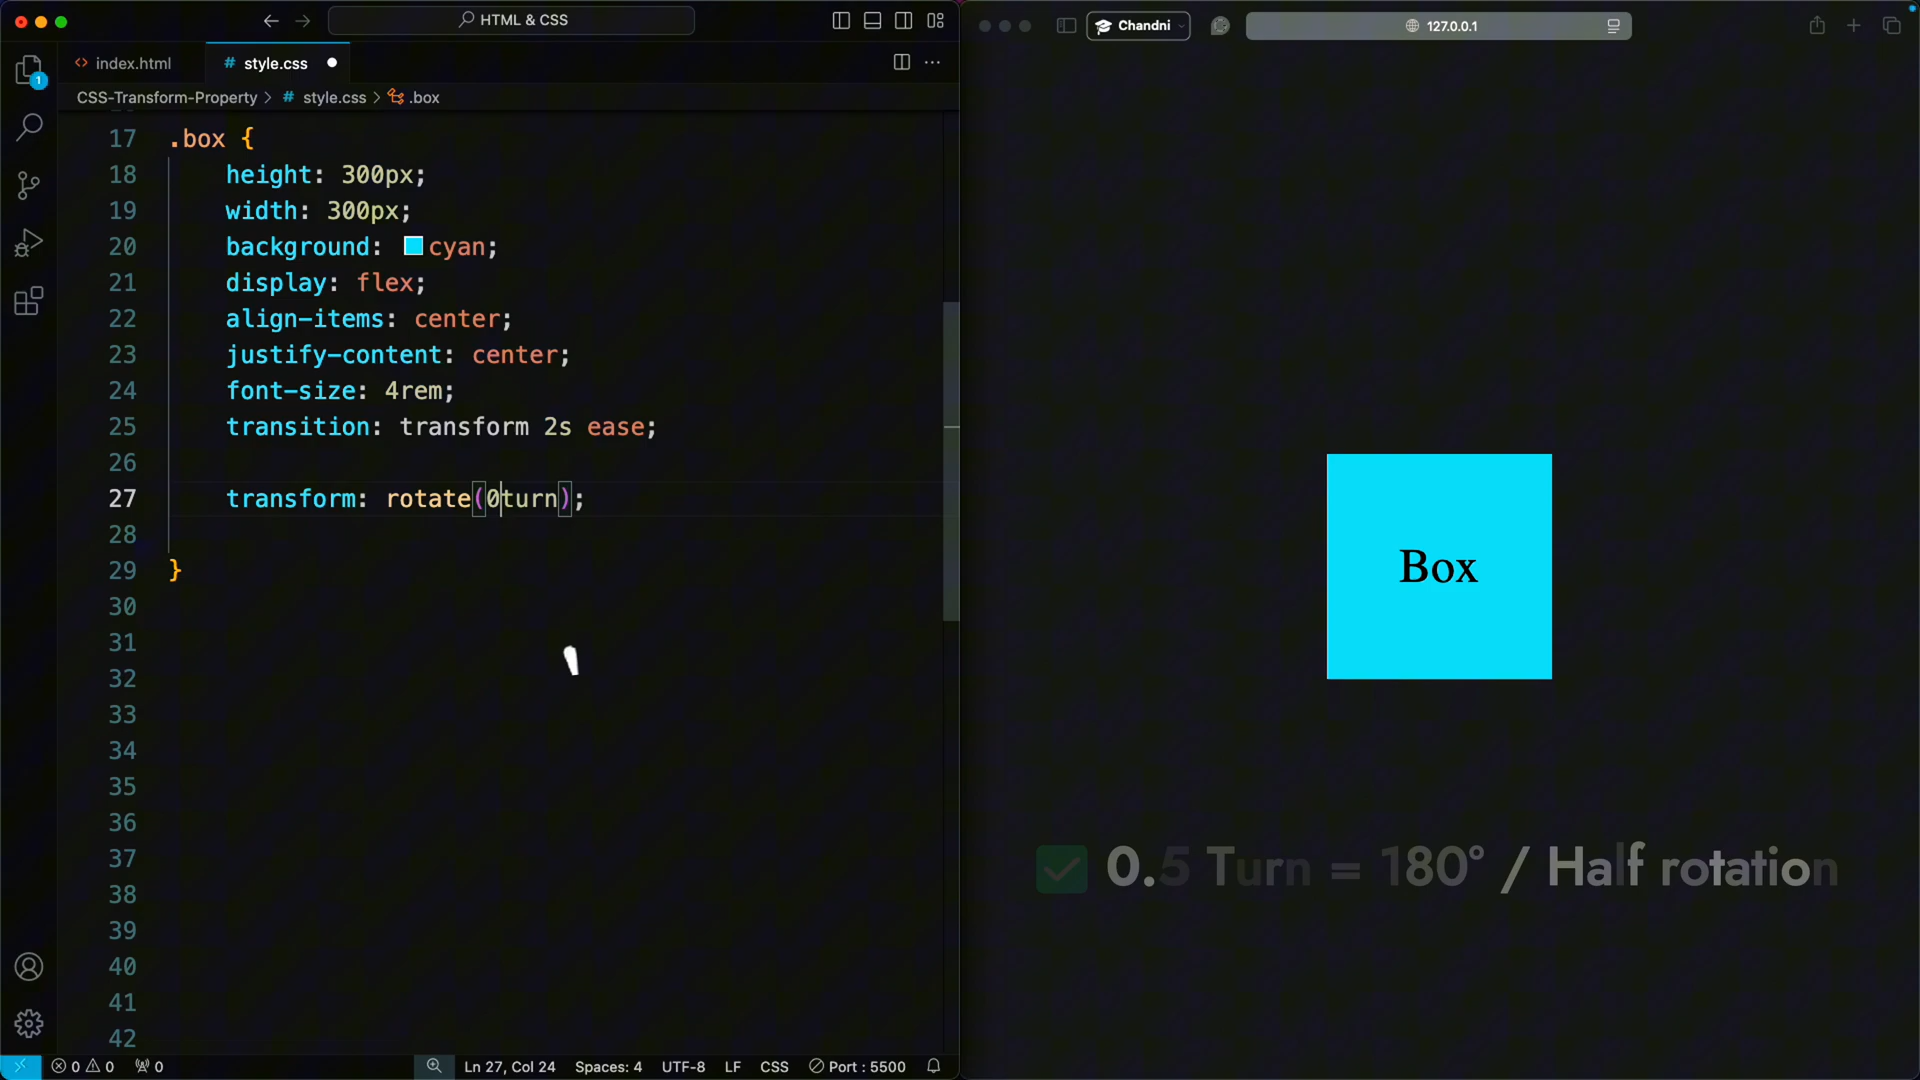 HTML & CSS
Chandni
127.0.0.1
1
<> index.html
# style.css
CSS-Transform-Property > # style.css > .box
17 .box {
18 height: 300px;
19 width: 300px;
20 background: cyan;
21 display: flex;
22 align-items: center;
23 justify-content: center;
24 font-size: 4rem;
25 transition: transform 2s ease;
26
27 transform: rotate(0turn);
28
29 }
30
31
32
33
34
35
36
37
38
39
40
41
42
Box
0.5 Turn = 180° / Half rotation
0 0 0
Ln 27, Col 24
Spaces: 4
UTF-8
LF
CSS
Port : 5500